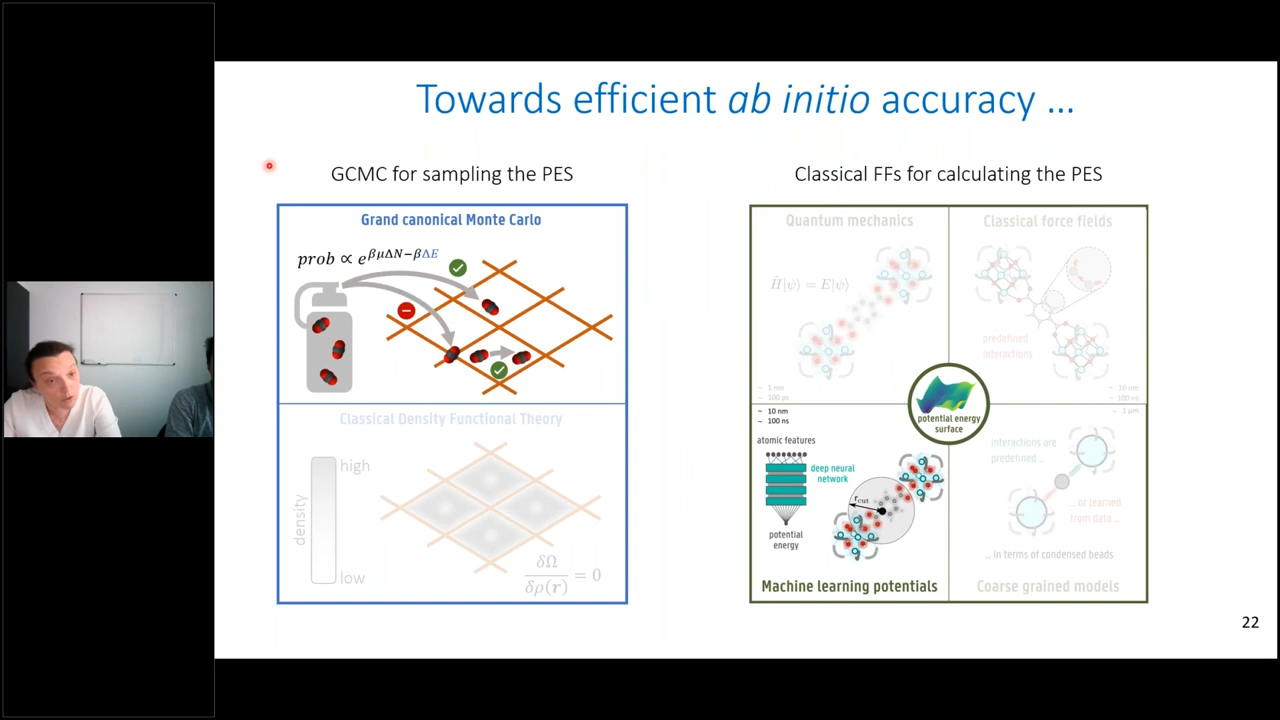 Towards efficient ab initio accuracy ...
GCMC for sampling the PES
Grand canonical Monte Carlo
prob ∝ e^{βμΔN−βΔE}
Classical Density Functional Theory
high
density
low
δΩ
δρ(r)
= 0
Classical FFs for calculating the PES
Quantum mechanics
Ĥ|ψ⟩ = E|ψ⟩
~ 1 nm
~ 100 ps
Classical force fields
predefined
interactions
~ 10 nm
~ 100 ns
potential energy
surface
~ 10 nm
~ 100 ns
atomic features
deep neural
network
r_cut
potential
energy
Machine learning potentials
~ 1 μm
interactions are
predefined ...
... or learned
from data ...
... in terms of condensed beads
Coarse grained models
22